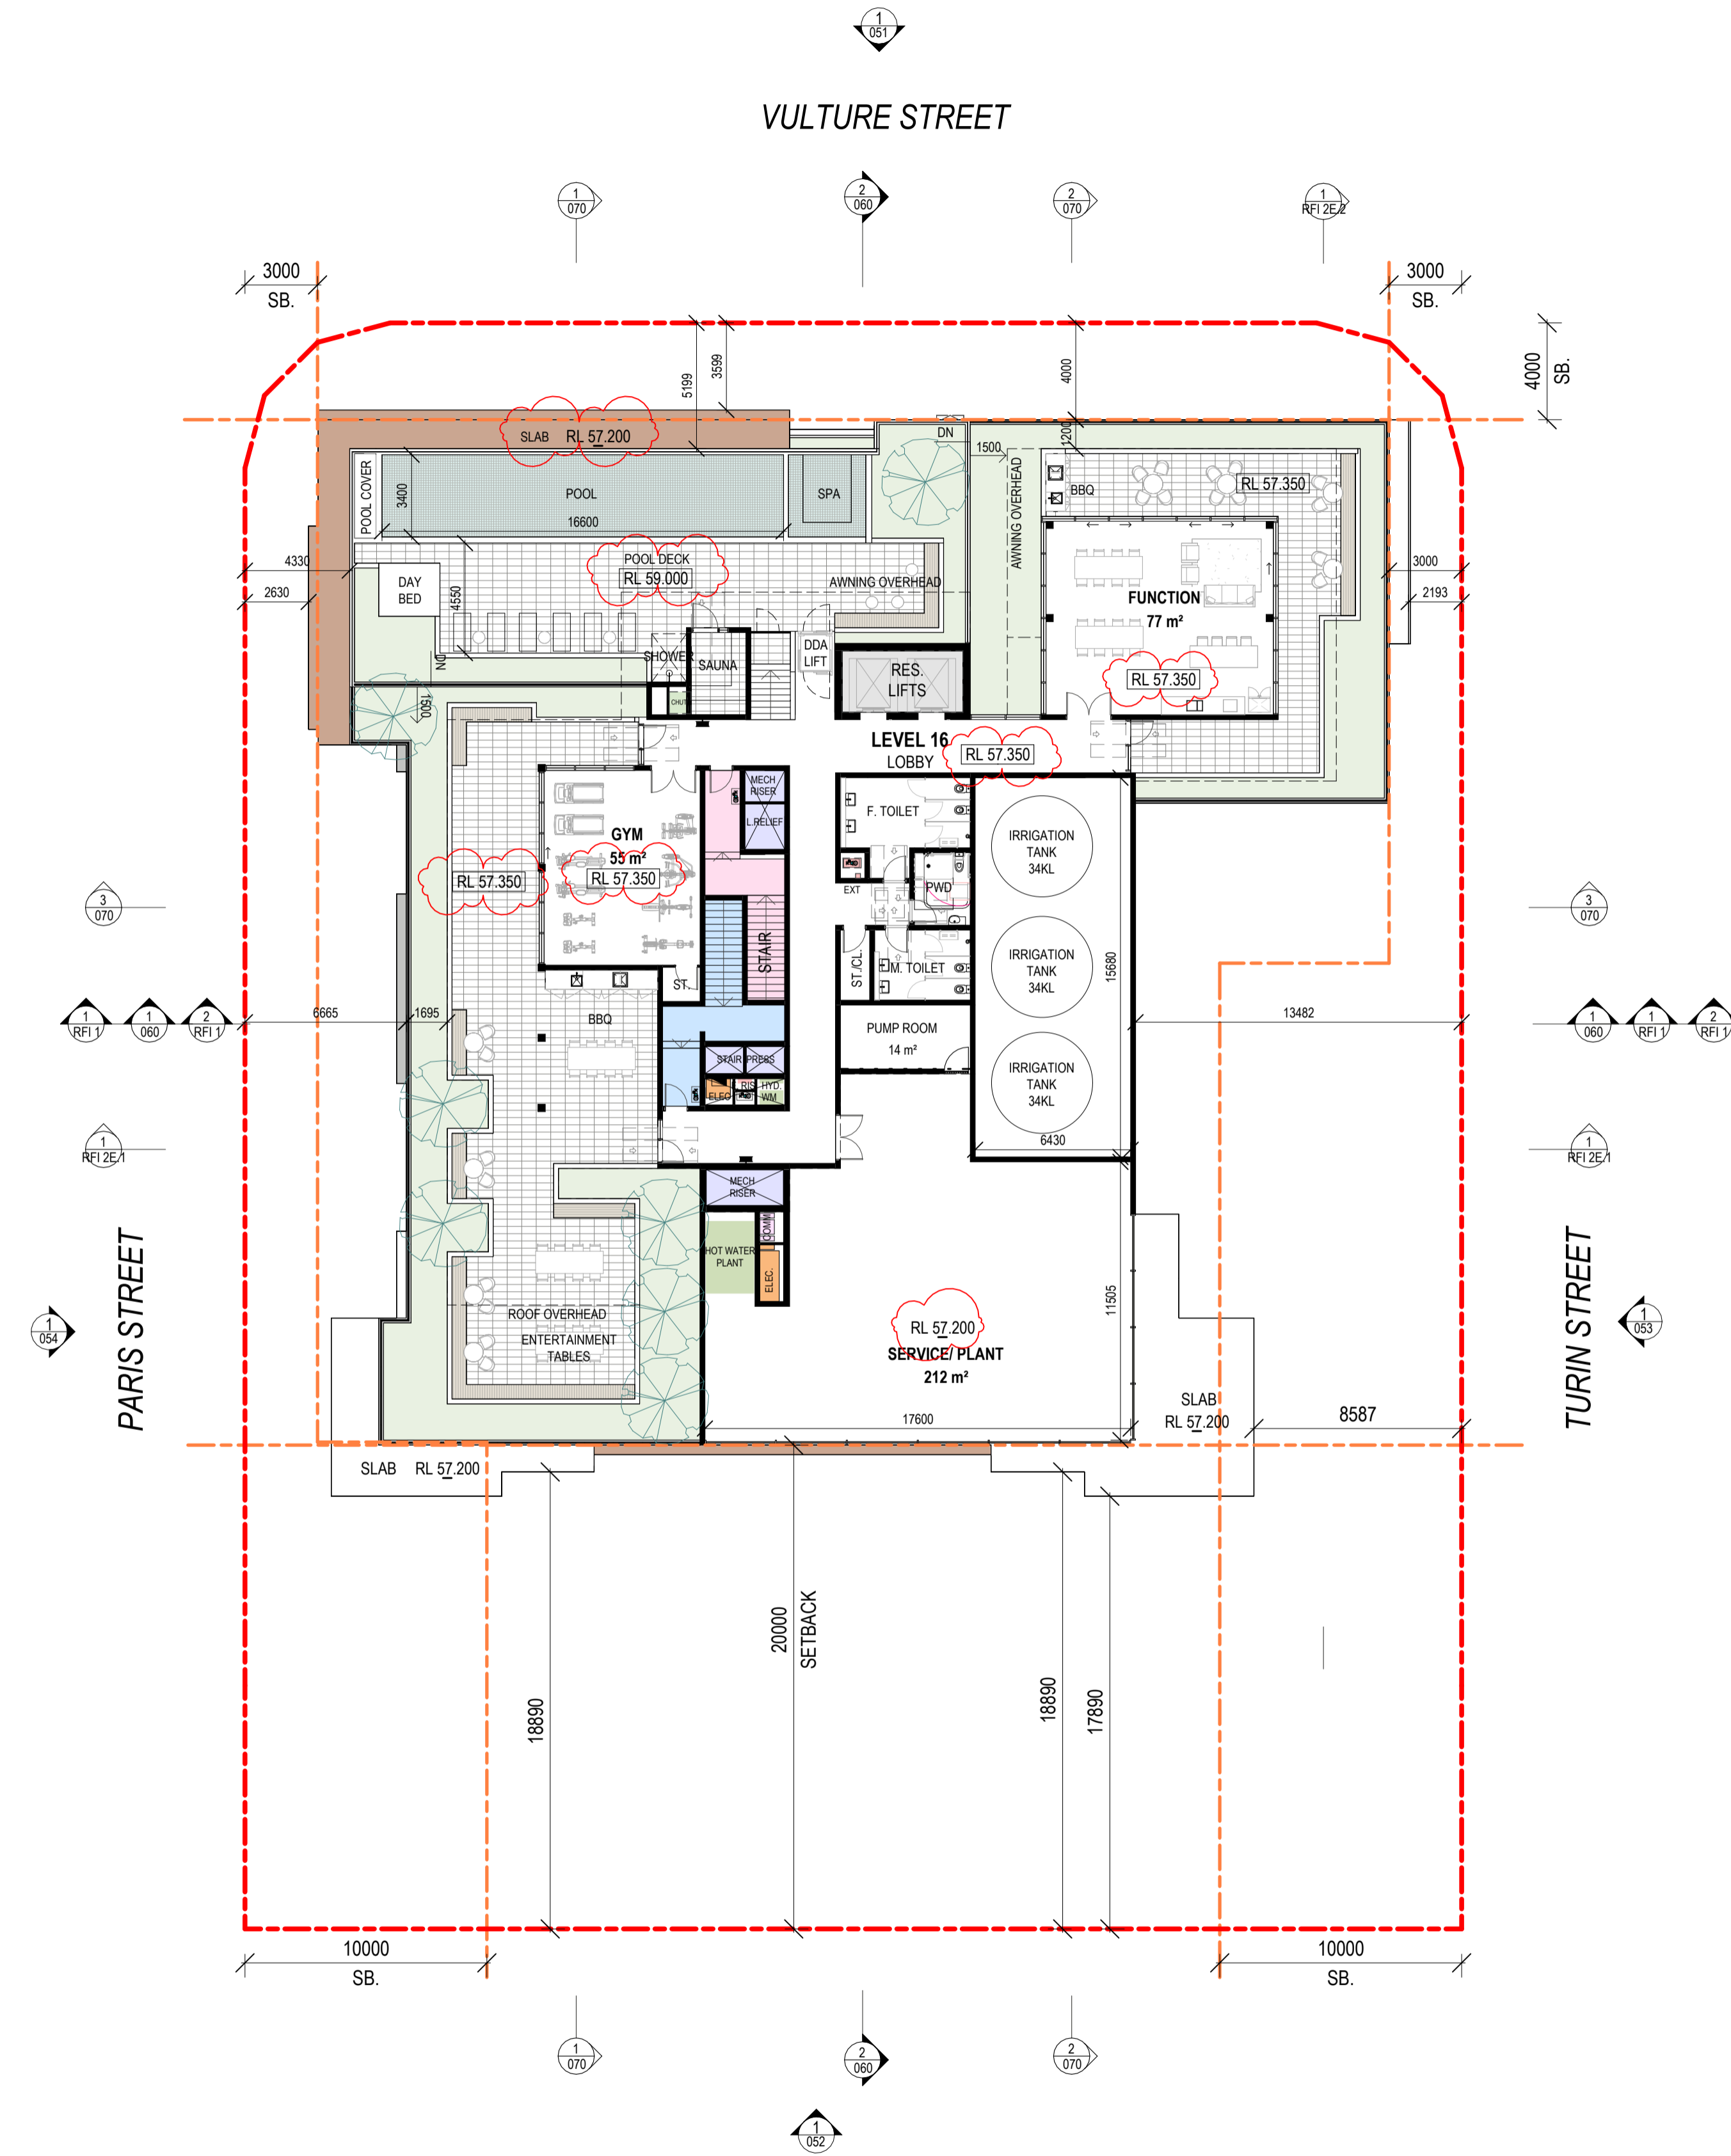 1
051
VULTURE STREET
1
070
2
060
2
070
1
RFI 2E.2
3000
SB.
3000
SB.
5199
3599
4000
4000
SB.
SLAB RL 57.200
DN
1200
1500
POOL COVER
3400
POOL
SPA
AWNING OVERHEAD
BBQ
RL 57.350
16600
4330
DAY
BED
4550
POOL DECK
RL 59.000
AWNING OVERHEAD
3000
2630
2193
FUNCTION
77 m²
DN
SHOWER
SAUNA
DDA
LIFT
RES.
LIFTS
RL 57.350
1500
CHUT
LEVEL 16
LOBBY
RL 57.350
MECH
RISER
L.RELIEF
F. TOILET
IRRIGATION
TANK
34KL
GYM
55 m²
RL 57.350
RL 57.350
EXT
PWD
3
070
3
070
STAIR
ST./CL.
M. TOILET
IRRIGATION
TANK
34KL
15680
ST.
1
RFI 1
1
060
2
RFI 1
6665
1695
BBQ
PUMP ROOM
14 m²
13482
1
060
1
RFI 1
2
RFI 1
STAIR PRESS
ELEC
RIS
HYD.
WM
IRRIGATION
TANK
34KL
6430
1
RFI 2E.1
1
RFI 2E.1
MECH
RISER
COMM
HOT WATER
PLANT
ELEC.
PARIS STREET
TURIN STREET
1
054
1
053
ROOF OVERHEAD
ENTERTAINMENT
TABLES
RL 57.200
SERVICE/ PLANT
212 m²
11505
17600
SLAB
RL 57.200
8587
SLAB RL 57.200
18890
20000
SETBACK
18890
17890
10000
SB.
10000
SB.
1
070
2
060
2
070
1
052